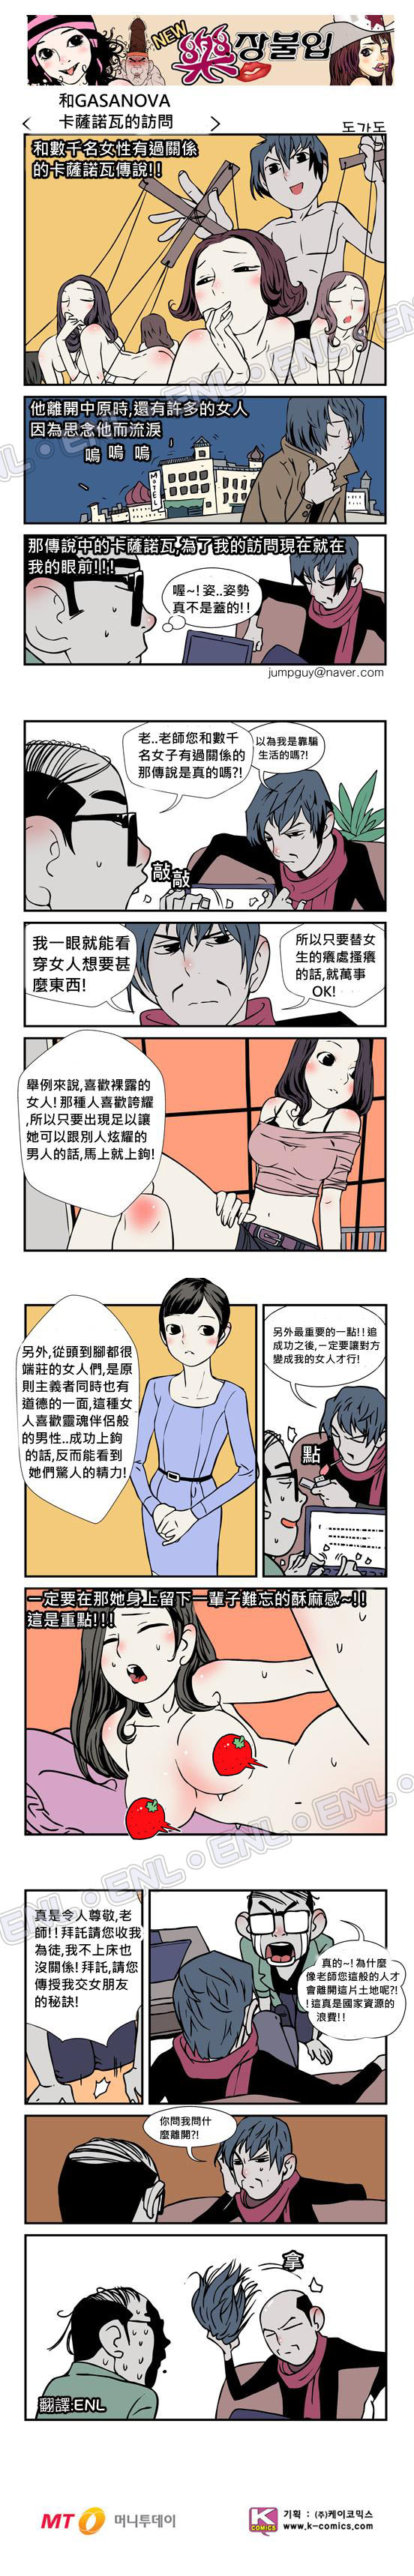 NEW 樂장불입
和GASANOVA
< 卡薩諾瓦的訪問 >
도가도
和數千名女性有過關係
的卡薩諾瓦傳說!!
他離開中原時,還有許多的女人
因為思念他而流淚
嗚 嗚 嗚
MOTEL
那傳說中的卡薩諾瓦,為了我的訪問現在就在
我的眼前!!!
喔~! 姿..姿勢
真不是蓋的!!
jumpguy@naver.com
老..老師您和數千
名女子有過關係的
那傳說是真的嗎?!
以為我是靠騙
生活的嗎?!
敲敲
我一眼就能看
穿女人想要甚
麼東西!
所以只要替女
生的癢處搔癢
的話,就萬事
OK!
舉例來說,喜歡裸露的
女人! 那種人喜歡誇耀
,所以只要出現足以讓
她可以跟別人炫耀的
男人的話,馬上就上鉤!
另外,從頭到腳都很
端莊的女人們,是原
則主義者同時也有
道德的一面,這種女
人喜歡靈魂伴侶般
的男性..成功上鉤
的話,反而能看到
她們驚人的精力!
另外最重要的一點!! 追
成功之後,一定要讓對方
變成我的女人才行!
點
一定要在那她身上留下一輩子難忘的酥麻感~!!
這是重點!!!
真是令人尊敬,老
師!! 拜託請您收我
為徒,我不上床也
沒關係! 拜託,請您
傳授我交女朋友
的秘訣!
真的~! 為什麼
像老師您這般的人才
會離開這片土地呢?!
! 這真是國家資源的
浪費!!
你問我問什
麼離開?!
拿
翻譯:ENL
ENL • ENL • ENL
MT 머니투데이
K COMICS
기획 : (주)케이코믹스
www.k-comics.com